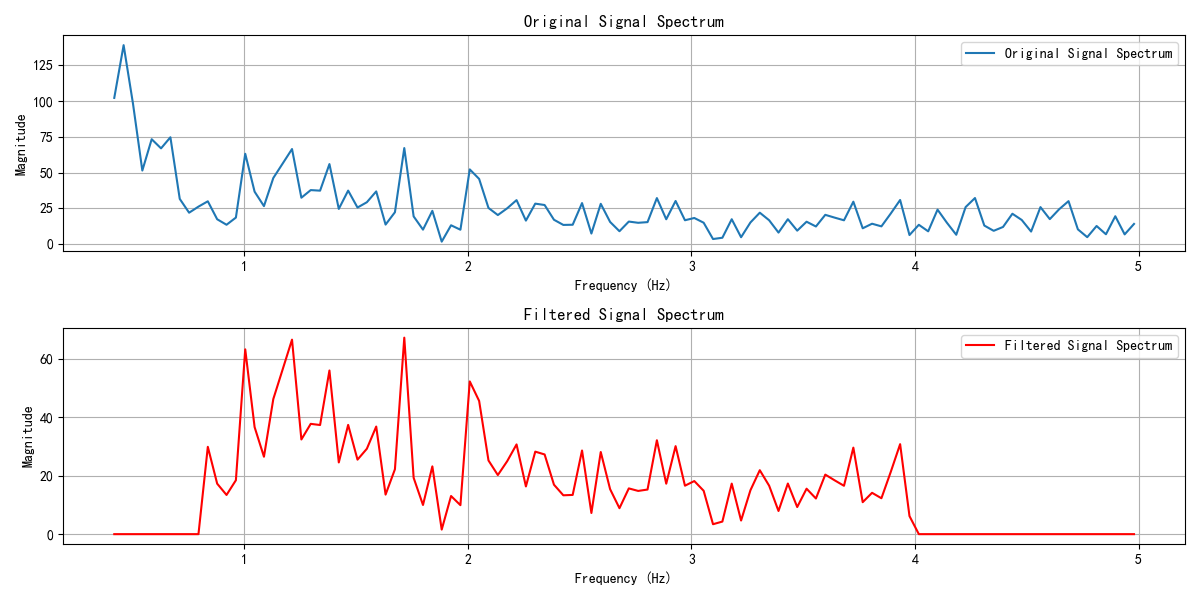 Original Signal Spectrum
Original Signal Spectrum
125
100
75
50
25
0
Magnitude
1 2 3 4 5
Frequency (Hz)
Filtered Signal Spectrum
Filtered Signal Spectrum
60
40
20
0
Magnitude
1 2 3 4 5
Frequency (Hz)